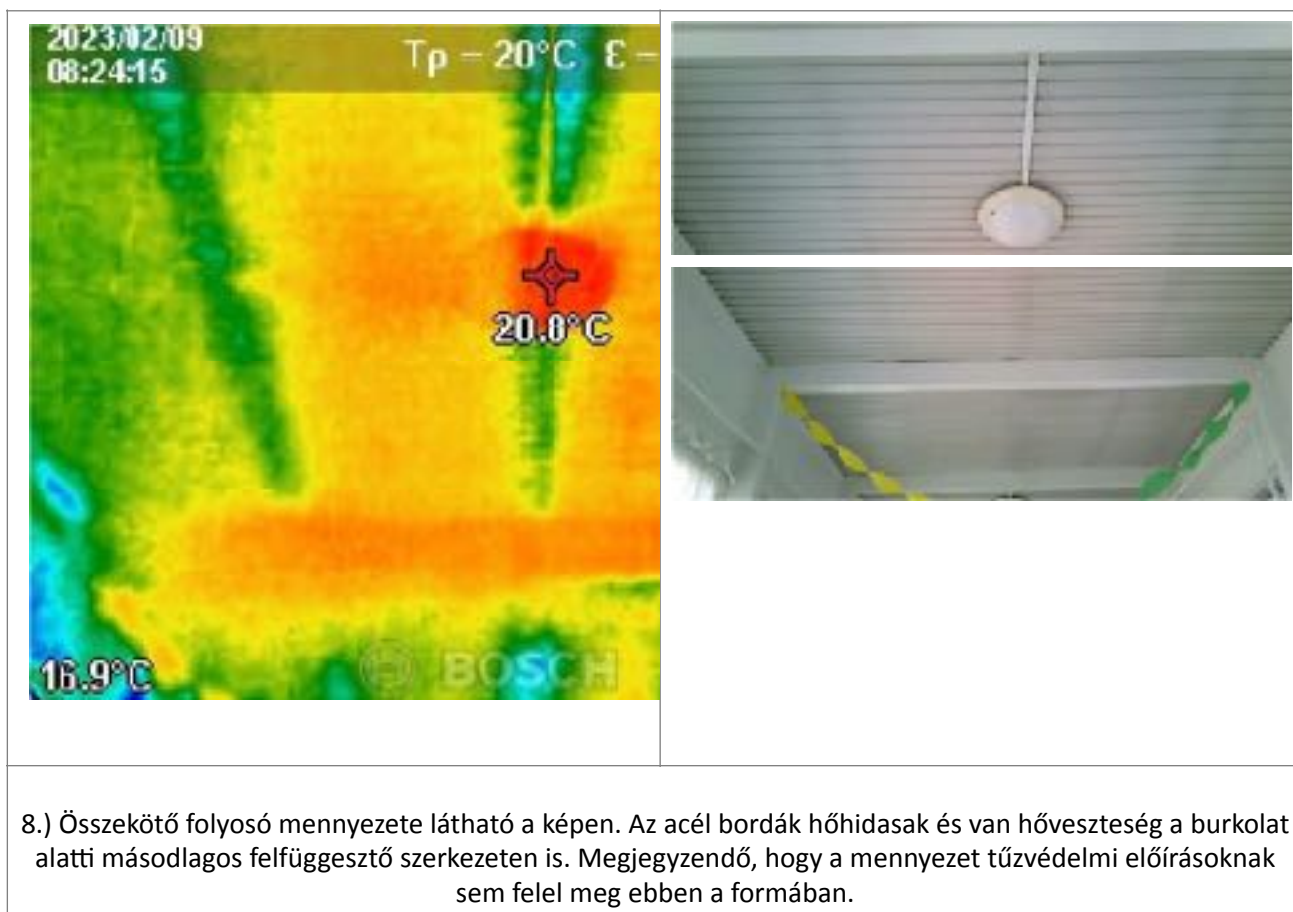 2023/02/09
08:24:15
Tρ – 20°C ε –
20.8°C
16.9°C
BOSCH
8.) Összekötő folyosó mennyezete látható a képen. Az acél bordák hőhidasak és van hőveszteség a burkolat
alatti másodlagos felfüggesztő szerkezeten is. Megjegyzendő, hogy a mennyezet tűzvédelmi előírásoknak
sem felel meg ebben a formában.